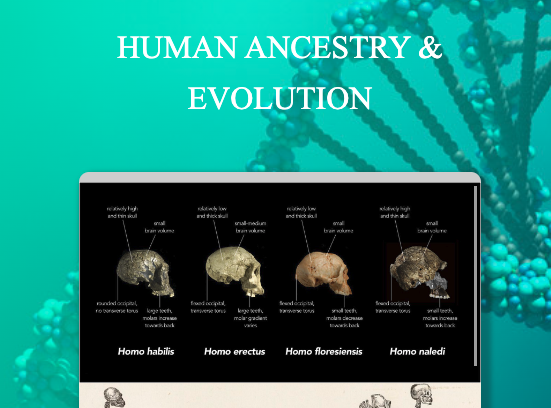 HUMAN ANCESTRY &
EVOLUTION
relatively high
and thin skull
small
brain volume
relatively low
and thick skull
small-medium
brain volume
relatively low
and thick skull
small
brain volume
relatively high
and thin skull
small
brain volume
rounded occipital,
no transverse torus
large teeth,
molars increase
towards back
flexed occipital,
transverse torus
large teeth,
molar gradient
varies
flexed occipital,
transverse torus
small teeth,
molars decrease
towards back
flexed occipital,
transverse torus
small teeth,
molars increase
towards back
Homo habilis
Homo erectus
Homo floresiensis
Homo naledi